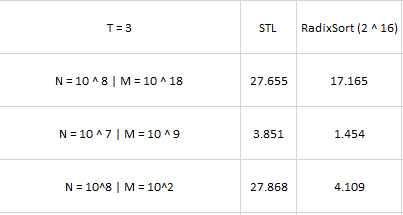 T = 3 STL RadixSort (2 ^ 16)
N = 10 ^ 8 | M = 10 ^ 18 27.655 17.165
N = 10 ^ 7 | M = 10 ^ 9 3.851 1.454
N = 10^8 | M = 10^2 27.868 4.109